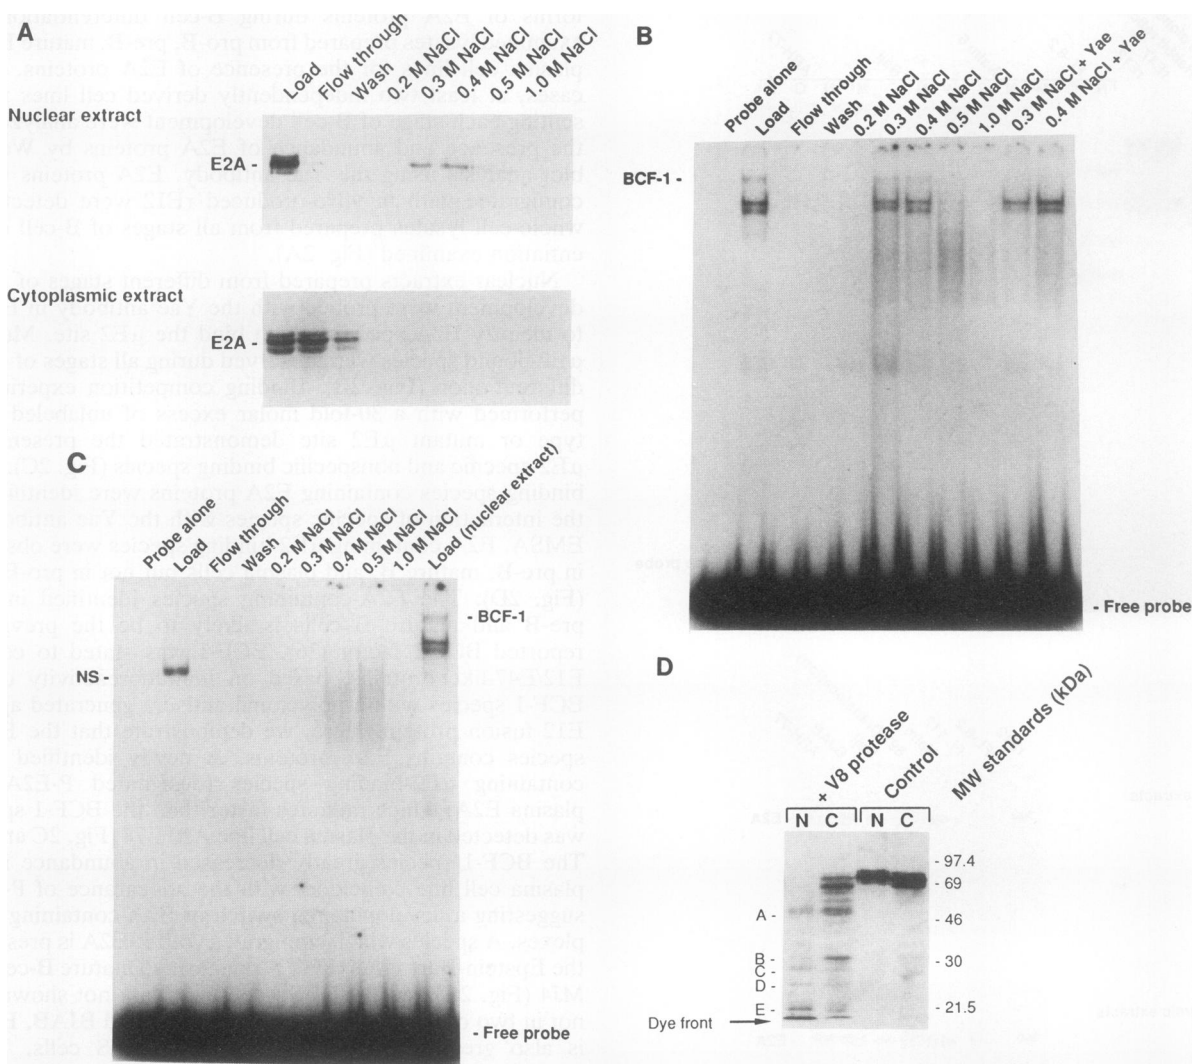 A
Load
Flow through
Wash
0.2 M NaCl
0.3 M NaCl
0.4 M NaCl
0.5 M NaCl
1.0 M NaCl
Nuclear extract
E2A -
Cytoplasmic extract
E2A -
B
Probe alone
Load
Flow through
Wash
0.2 M NaCl
0.3 M NaCl
0.4 M NaCl
0.5 M NaCl
1.0 M NaCl
0.3 M NaCl + Yae
0.4 M NaCl + Yae
BCF-1 -
- Free probe
C
Probe alone
Load
Flow through
Wash
0.2 M NaCl
0.3 M NaCl
0.4 M NaCl
0.5 M NaCl
1.0 M NaCl
Load (nuclear extract)
- BCF-1
NS -
- Free probe
D
+ V8 protease
Control
MW standards (kDa)
N C N C
- 97.4
- 69
A -
- 46
B -
- 30
C -
D -
E -
- 21.5
Dye front